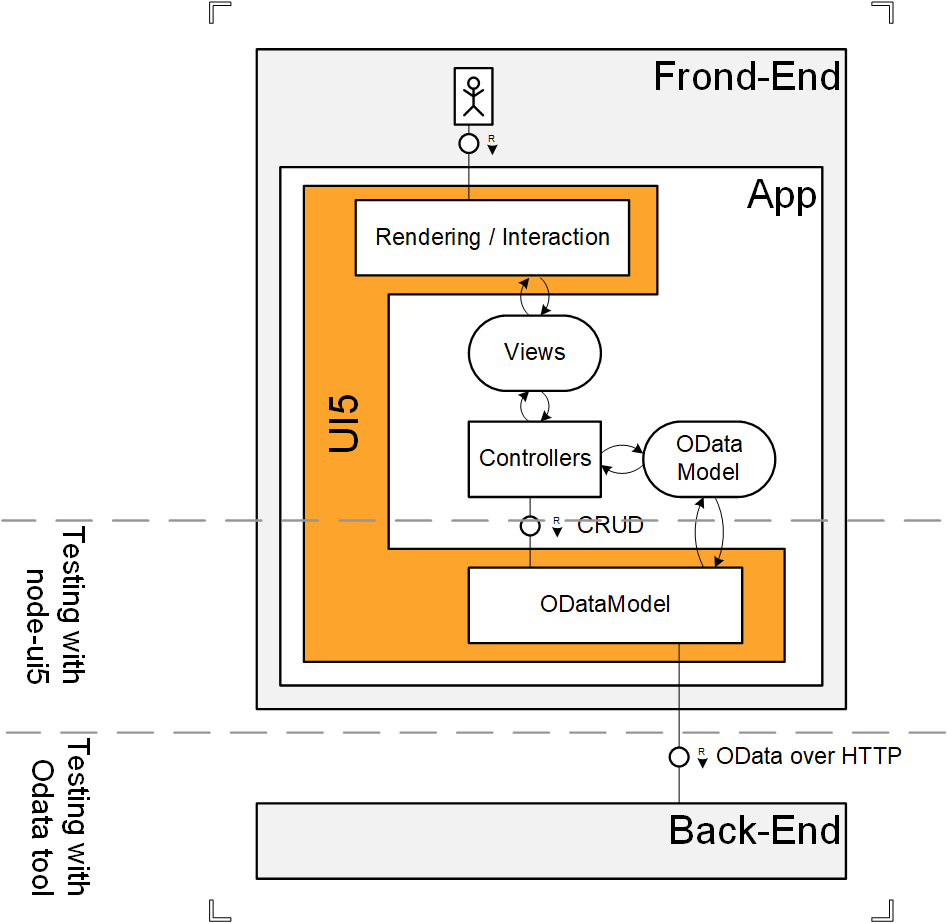 Frond-End
R
App
Rendering / Interaction
Views
UI5
Controllers
OData
Model
R
CRUD
Testing with
node-ui5
ODataModel
R
OData over HTTP
Testing with
Odata tool
Back-End